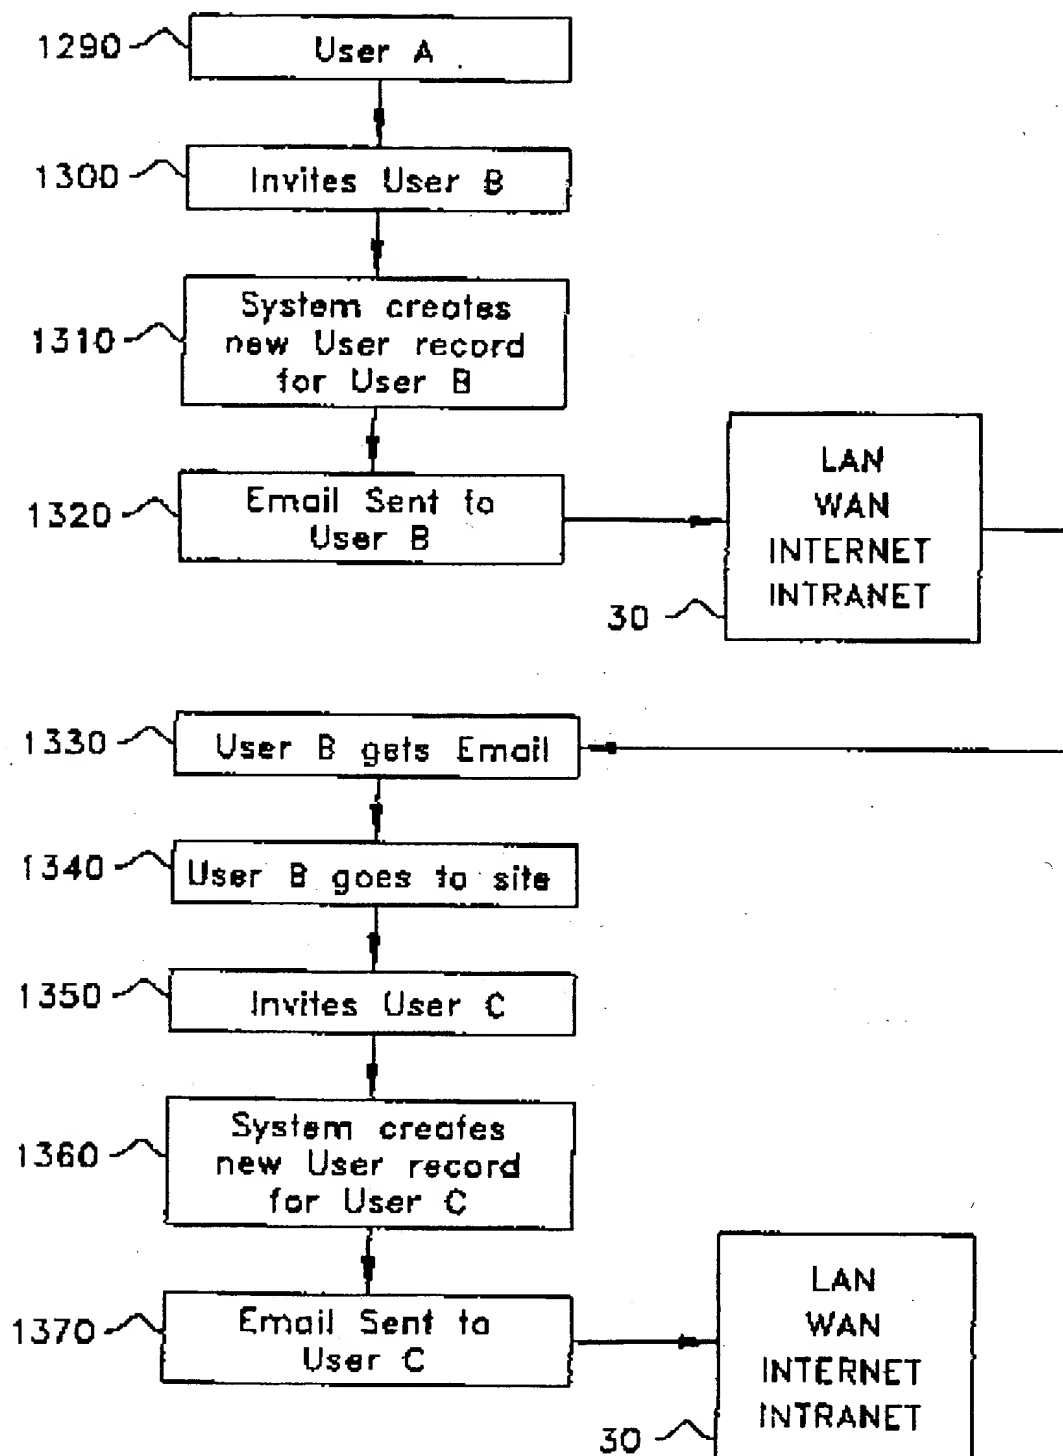 1290
User A
1300
Invites User B
1310
System creates
new User record
for User B
1320
Email Sent to
User B
LAN
WAN
INTERNET
INTRANET
30
1330
User B gets Email
1340
User B goes to site
1350
Invites User C
1360
System creates
new User record
for User C
1370
Email Sent to
User C
LAN
WAN
INTERNET
INTRANET
30